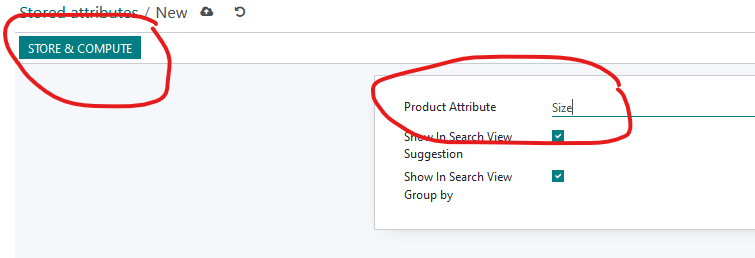 Stored attributes / New
STORE & COMPUTE
Product Attribute Size
Show In Search View
Suggestion
Show In Search View
Group by